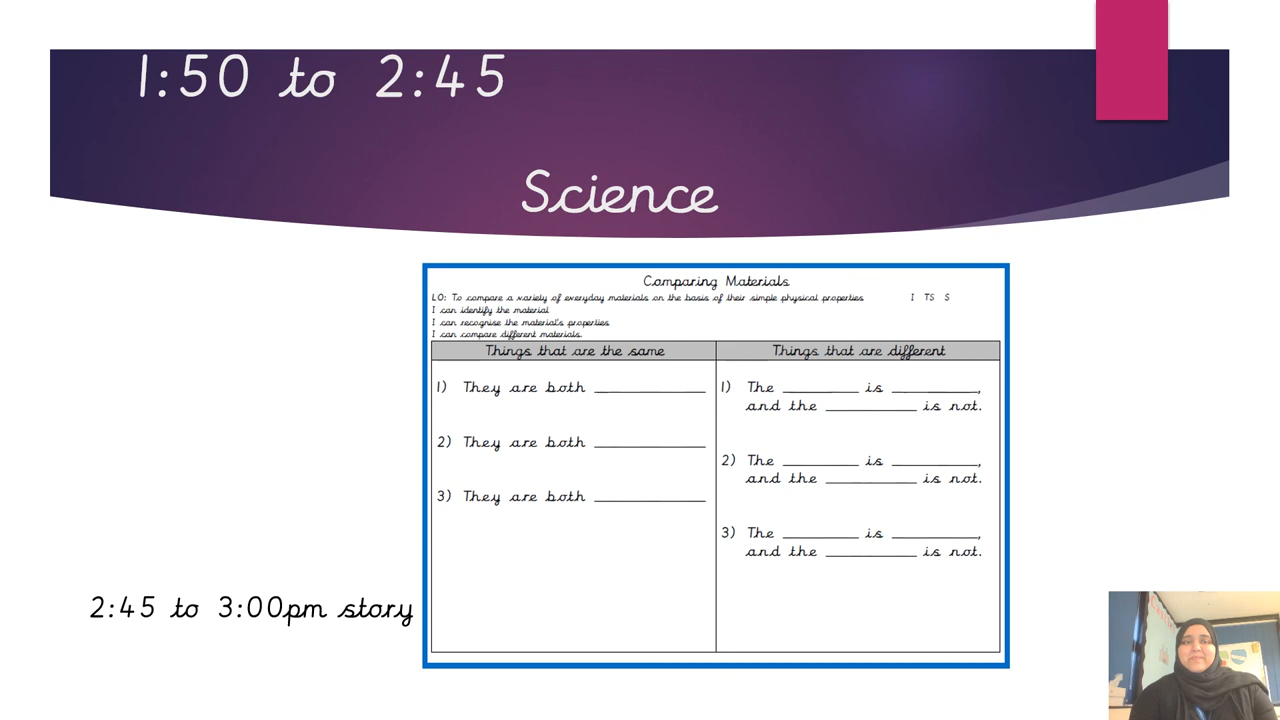 1:50 to 2:45
Science
Comparing Materials
LO: To compare a variety of everyday materials on the basis of their simple physical properties I TS S
I can identify the material
I can recognise the material's properties
I can compare different materials.
Things that are the same
1) They are both __________
2) They are both __________
3) They are both __________
Things that are different
1) The _______ is ________,
and the ________ is not.
2) The _______ is ________,
and the ________ is not.
3) The _______ is ________,
and the ________ is not.
2:45 to 3:00pm story